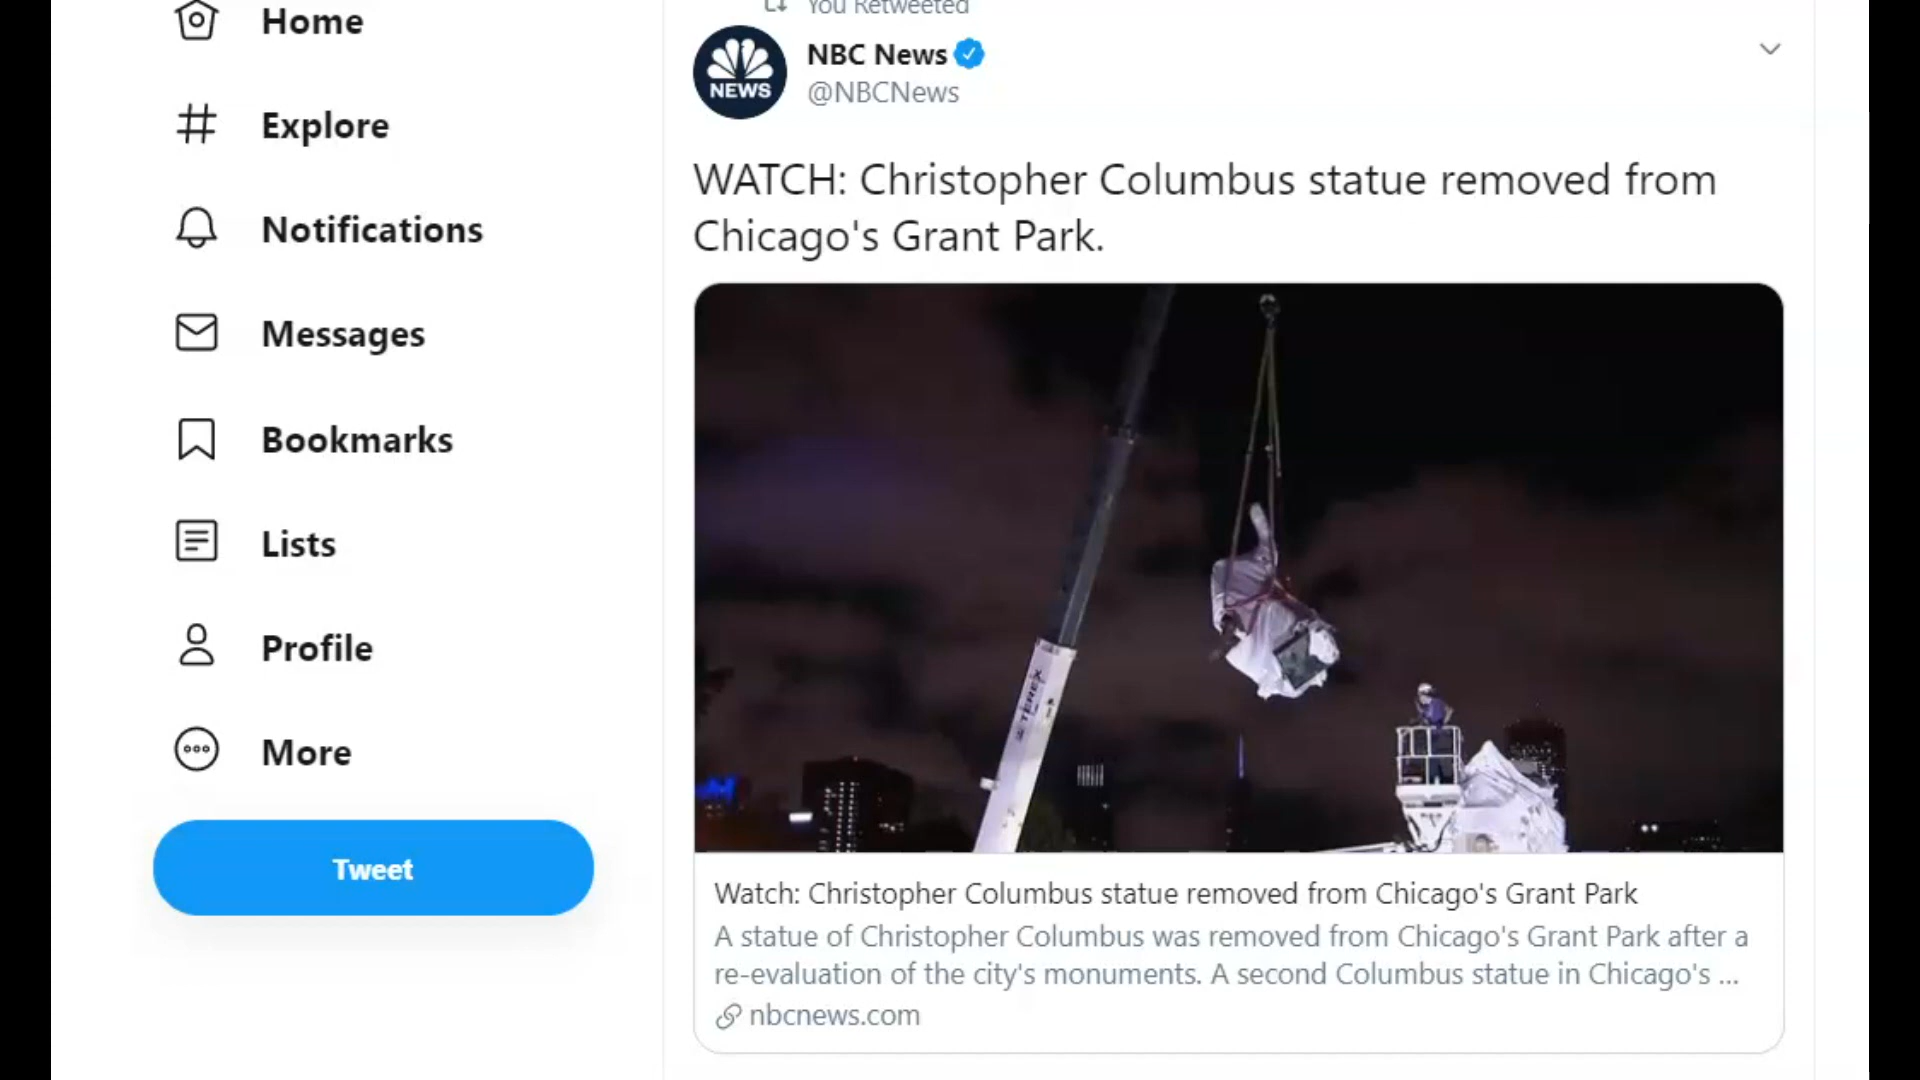 You Retweeted
Home
Explore
Notifications
Messages
Bookmarks
Lists
Profile
More
Tweet
NEWS
NBC News
@NBCNews
WATCH: Christopher Columbus statue removed from
Chicago's Grant Park.
TEREX
Watch: Christopher Columbus statue removed from Chicago's Grant Park
A statue of Christopher Columbus was removed from Chicago's Grant Park after a
re-evaluation of the city's monuments. A second Columbus statue in Chicago's ...
nbcnews.com